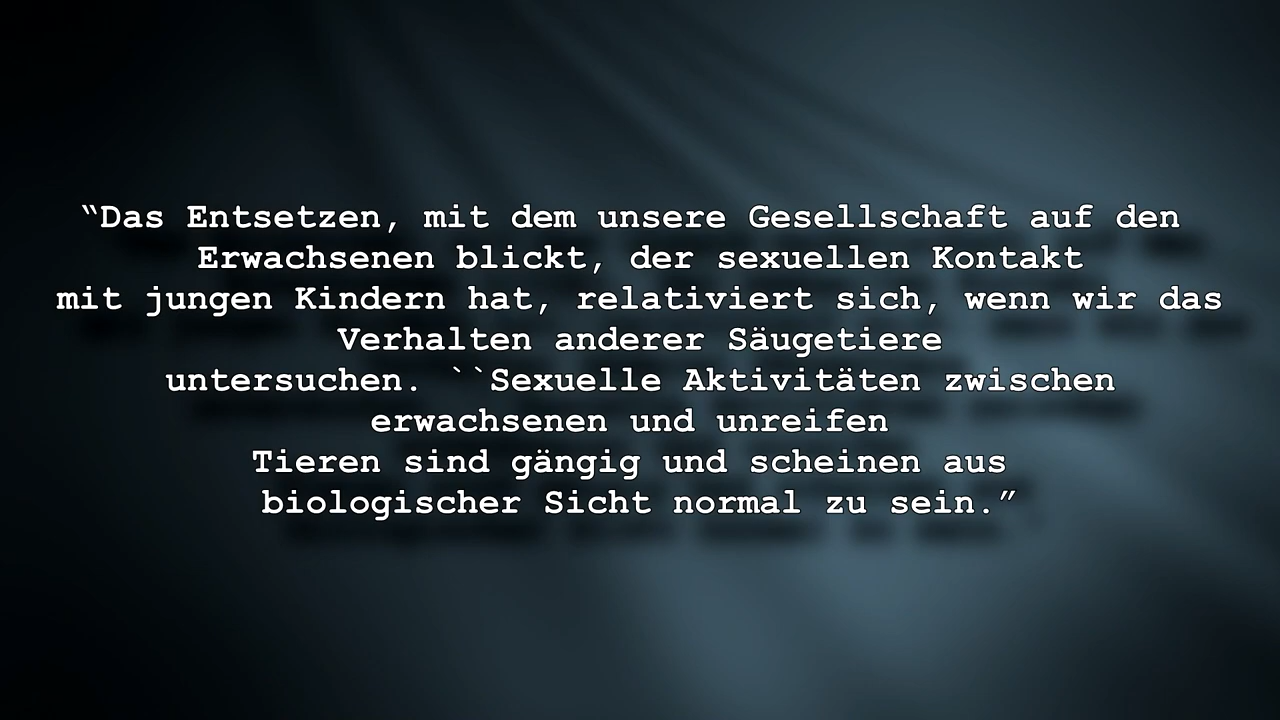 “Das Entsetzen, mit dem unsere Gesellschaft auf den
Erwachsenen blickt, der sexuellen Kontakt
mit jungen Kindern hat, relativiert sich, wenn wir das
Verhalten anderer Säugetiere
untersuchen. ``Sexuelle Aktivitäten zwischen
erwachsenen und unreifen
Tieren sind gängig und scheinen aus
biologischer Sicht normal zu sein.”